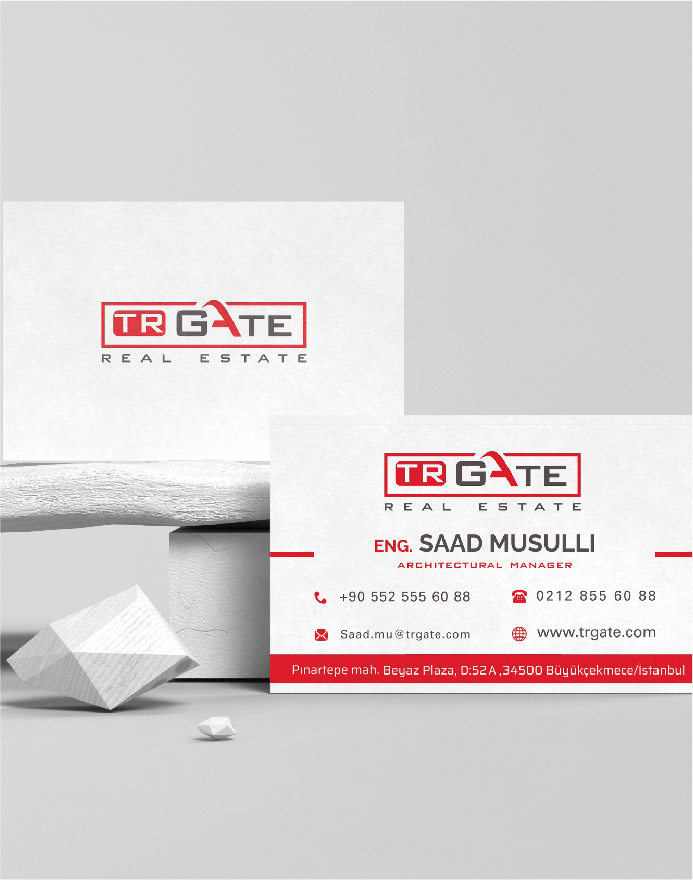 TR GATE
REAL ESTATE
TR GATE
REAL ESTATE
ENG. SAAD MUSULLI
ARCHITECTURAL MANAGER
+90 552 555 60 88
0212 855 60 88
Saad.mu@trgate.com
www.trgate.com
Pınartepe mah. Beyaz Plaza, D:52A ,34500 Büyükçekmece/İstanbul